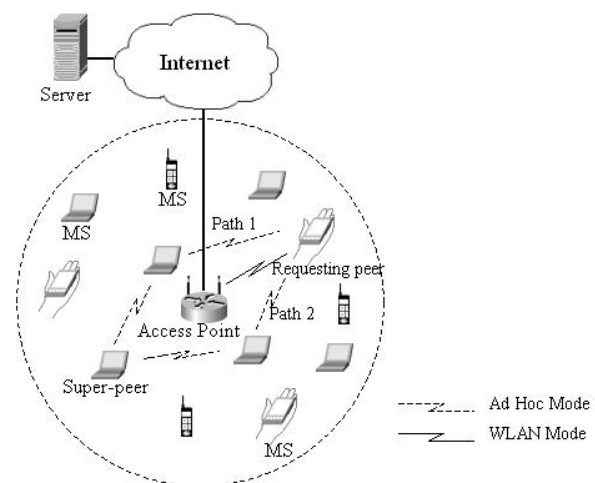 Internet
Server
MS
MS
Path 1
Requesting peer
Access Point
Path 2
Super-peer
MS
Ad Hoc Mode
WLAN Mode